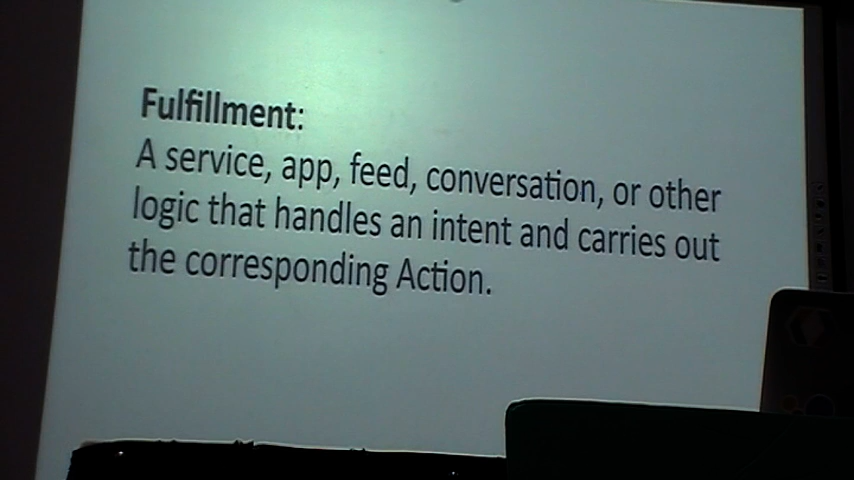 Fulfillment:
A service, app, feed, conversation, or other
logic that handles an intent and carries out
the corresponding Action.